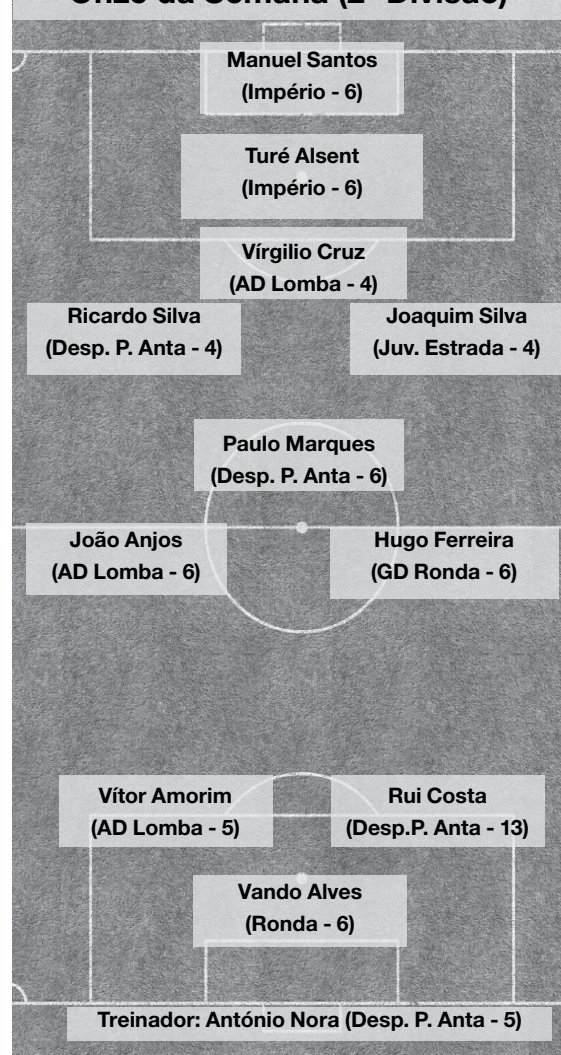 Onze da Semana (2ª Divisão)
Manuel Santos
(Império - 6)
Turé Alsent
(Império - 6)
Vírgilio Cruz
(AD Lomba - 4)
Ricardo Silva
(Desp. P. Anta - 4)
Joaquim Silva
(Juv. Estrada - 4)
Paulo Marques
(Desp. P. Anta - 6)
João Anjos
(AD Lomba - 6)
Hugo Ferreira
(GD Ronda - 6)
Vítor Amorim
(AD Lomba - 5)
Rui Costa
(Desp.P. Anta - 13)
Vando Alves
(Ronda - 6)
Treinador: António Nora (Desp. P. Anta - 5)